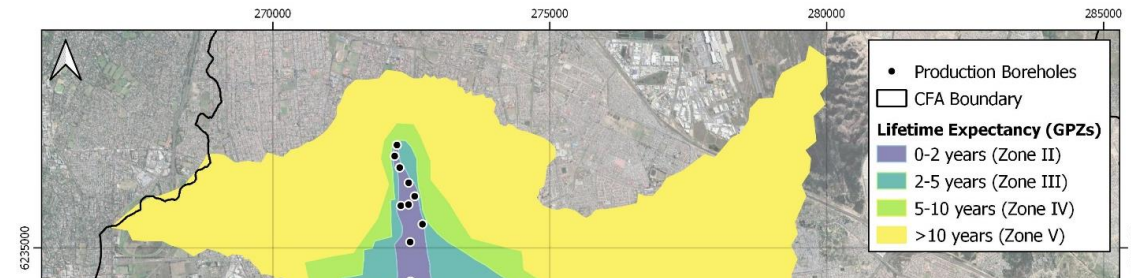 270000
275000
280000
285000
Production Boreholes
CFA Boundary
Lifetime Expectancy (GPZs)
0-2 years (Zone II)
2-5 years (Zone III)
5-10 years (Zone IV)
>10 years (Zone V)
6235000